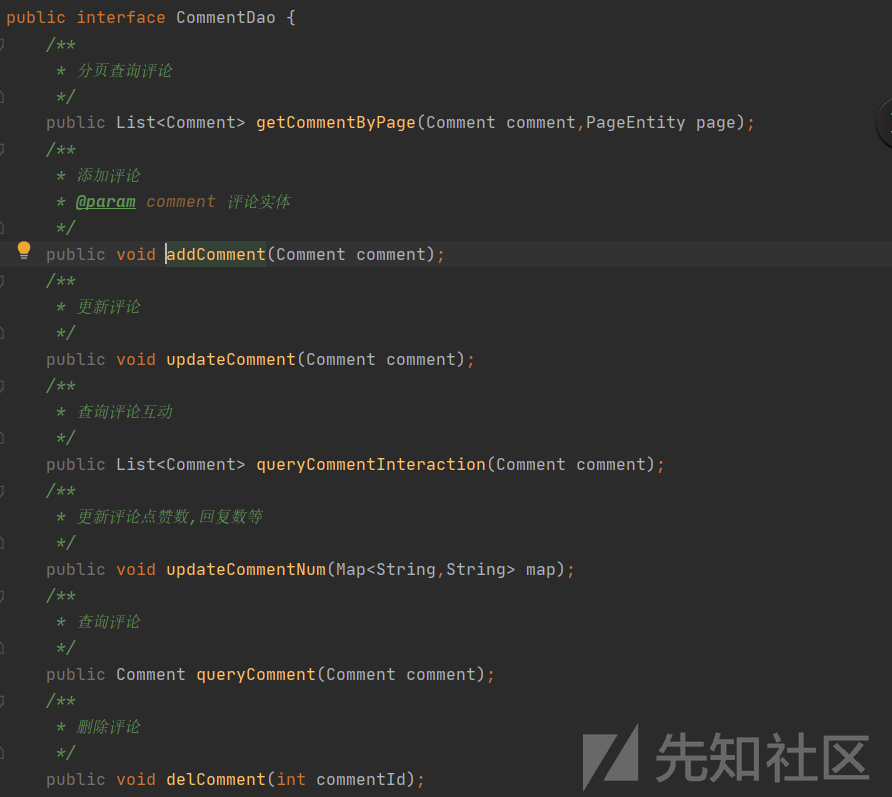 public interface CommentDao {
/**
* 分页查询评论
*/
public List<Comment> getCommentByPage(Comment comment,PageEntity page);
/**
* 添加评论
* @param comment 评论实体
*/
public void addComment(Comment comment);
/**
* 更新评论
*/
public void updateComment(Comment comment);
/**
* 查询评论互动
*/
public List<Comment> queryCommentInteraction(Comment comment);
/**
* 更新评论点赞数,回复数等
*/
public void updateCommentNum(Map<String,String> map);
/**
* 查询评论
*/
public Comment queryComment(Comment comment);
/**
* 删除评论
*/
public void delComment(int commentId);
先知社区